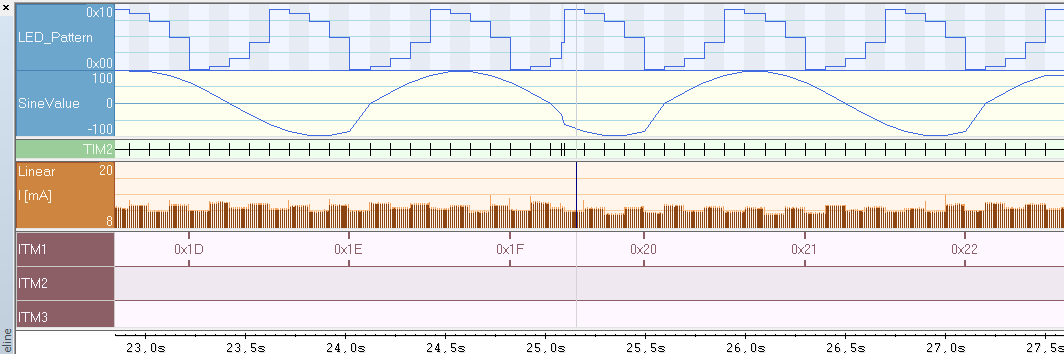 0x10
LED_Pattern
0x00
100
SineValue 0
-100
TIM2
Linear 20
I [mA]
8
ITM1 0x1D 0x1E 0x1F 0x20 0x21 0x22
ITM2
ITM3
eline
23,0s 23,5s 24,0s 24,5s 25,0s 25,5s 26,0s 26,5s 27,0s 27,5s